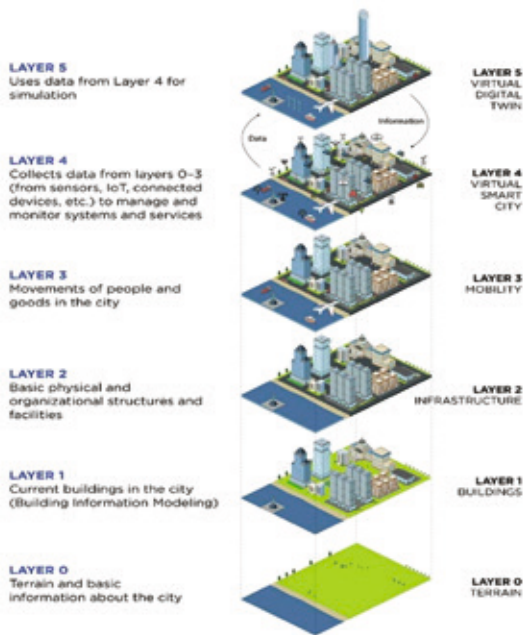 LAYER 5
Uses data from Layer 4 for
simulation
LAYER 5
VIRTUAL
DIGITAL
TWIN
Data
Information
LAYER 4
Collects data from layers 0–3
(from sensors, IoT, connected
devices, etc.) to manage and
monitor systems and services
LAYER 4
VIRTUAL
SMART
CITY
LAYER 3
Movements of people and
goods in the city
LAYER 3
MOBILITY
LAYER 2
Basic physical and
organizational structures and
facilities
LAYER 2
INFRASTRUCTURE
LAYER 1
Current buildings in the city
(Building Information Modeling)
LAYER 1
BUILDINGS
LAYER 0
Terrain and basic
information about the city
LAYER 0
TERRAIN